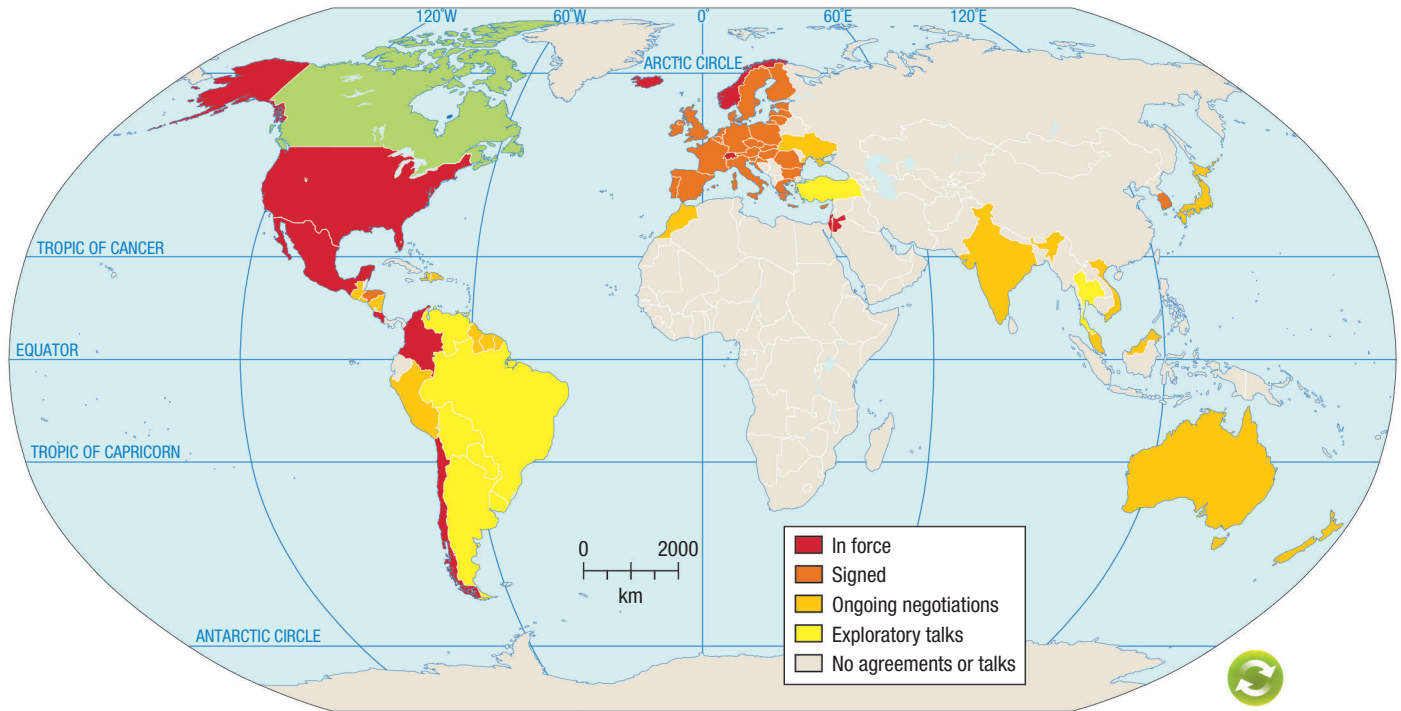 120°W 60°W 0° 60°E 120°E
ARCTIC CIRCLE
TROPIC OF CANCER
EQUATOR
TROPIC OF CAPRICORN
ANTARCTIC CIRCLE
0 2000
km
In force
Signed
Ongoing negotiations
Exploratory talks
No agreements or talks